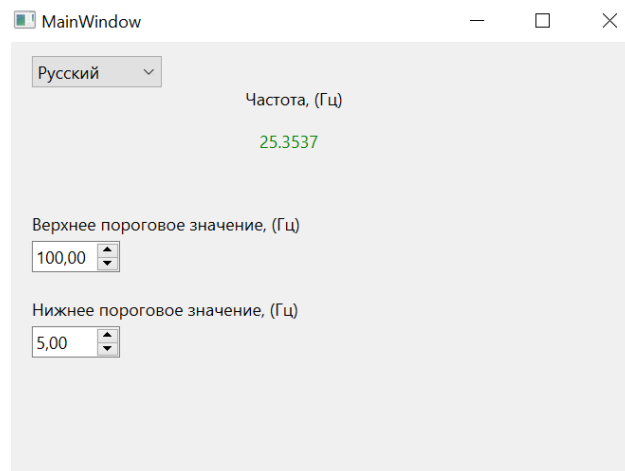 MainWindow
Русский
Частота, (Гц)
25.3537
Верхнее пороговое значение, (Гц)
100,00
Нижнее пороговое значение, (Гц)
5,00